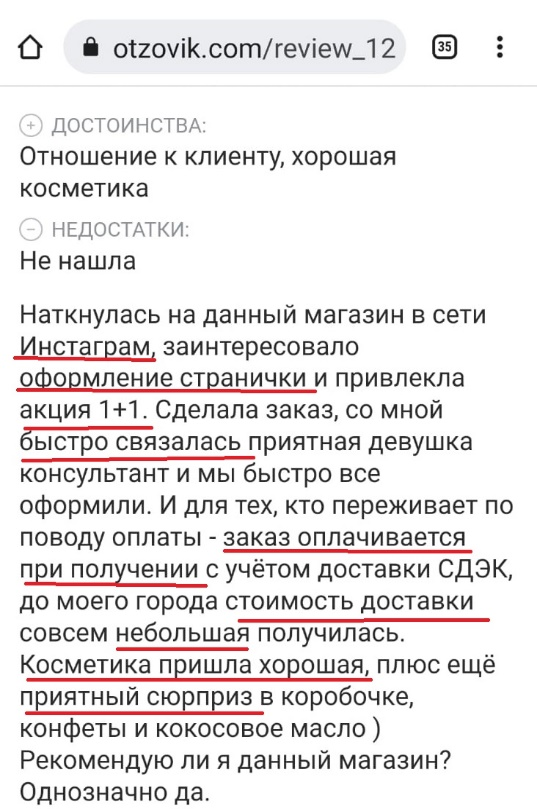 otzovik.com/review_12
35
ДОСТОИНСТВА:
Отношение к клиенту, хорошая
косметика
НЕДОСТАТКИ:
Не нашла
Наткнулась на данный магазин в сети
Инстаграм, заинтересовало
оформление странички и привлекла
акция 1+1. Сделала заказ, со мной
быстро связалась приятная девушка
консультант и мы быстро все
оформили. И для тех, кто переживает по
поводу оплаты - заказ оплачивается
при получении с учётом доставки СДЭК,
до моего города стоимость доставки
совсем небольшая получилась.
Косметика пришла хорошая, плюс ещё
приятный сюрприз в коробочке,
конфеты и кокосовое масло )
Рекомендую ли я данный магазин?
Однозначно да.